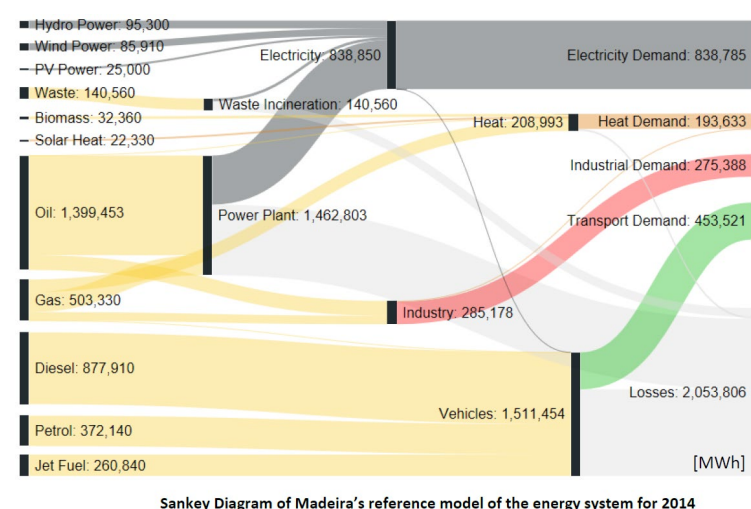 Hydro Power: 95,300
Wind Power: 85,910
PV Power: 25,000
Waste: 140,560
Biomass: 32,360
Solar Heat: 22,330
Oil: 1,399,453
Gas: 503,330
Diesel: 877,910
Petrol: 372,140
Jet Fuel: 260,840
Waste Incineration: 140,560
Power Plant: 1,462,803
Electricity: 838,850
Industry: 285,178
Heat: 208,993
Vehicles: 1,511,454
Electricity Demand: 838,785
Heat Demand: 193,633
Industrial Demand: 275,388
Transport Demand: 453,521
Losses: 2,053,806
[MWh]
Sankey Diagram of Madeira’s reference model of the energy system for 2014